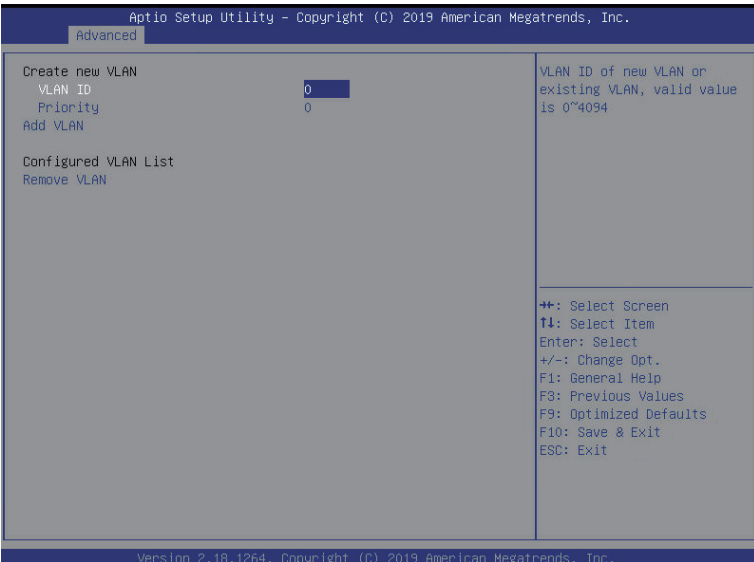 Aptio Setup Utility – Copyright (C) 2019 American Megatrends, Inc.
Advanced
Create new VLAN
VLAN ID 0
Priority 0
Add VLAN
Configured VLAN List
Remove VLAN
VLAN ID of new VLAN or
existing VLAN, valid value
is 0~4094
→←: Select Screen
↑↓: Select Item
Enter: Select
+/-: Change Opt.
F1: General Help
F3: Previous Values
F9: Optimized Defaults
F10: Save & Exit
ESC: Exit
Version 2.18.1264. Copyright (C) 2019 American Megatrends, Inc.